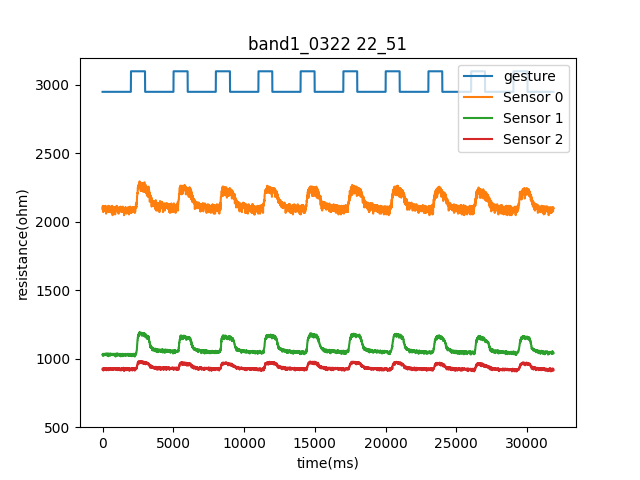 band1_0322 22_51
gesture
Sensor 0
Sensor 1
Sensor 2
resistance(ohm)
3000
2500
2000
1500
1000
500
0 5000 10000 15000 20000 25000 30000
time(ms)